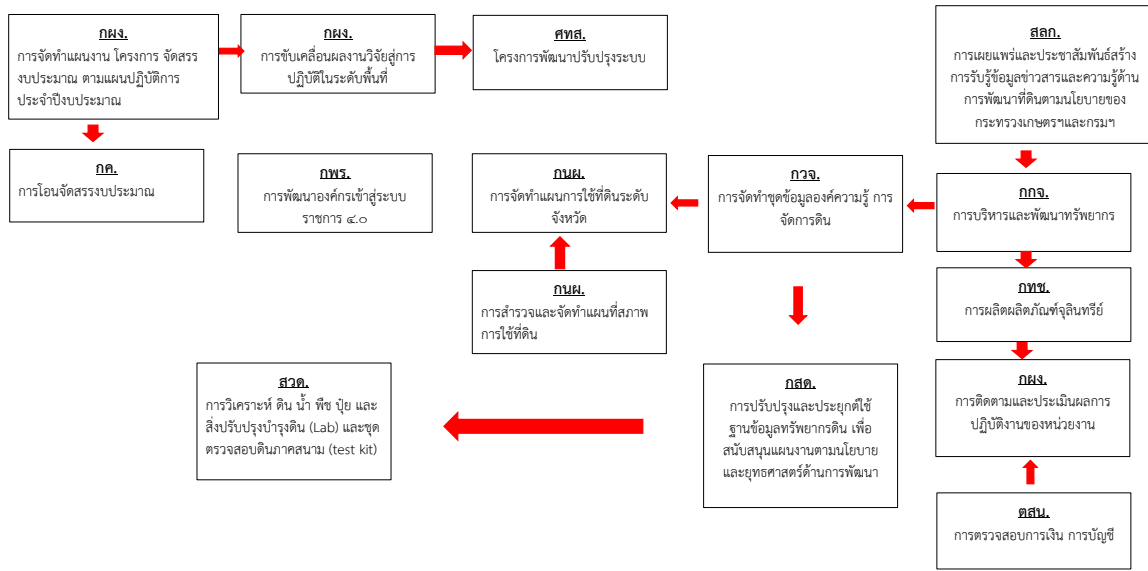 กผง.
การจัดทำแผนงาน โครงการ จัดสรร
งบประมาณ ตามแผนปฏิบัติการ
ประจำปีงบประมาณ
กผง.
การขับเคลื่อนผลงานวิจัยสู่การ
ปฏิบัติในระดับพื้นที่
ศทส.
โครงการพัฒนาปรับปรุงระบบ
สลก.
การเผยแพร่และประชาสัมพันธ์สร้าง
การรับรู้ข้อมูลข่าวสารและความรู้ด้าน
การพัฒนาที่ดินตามนโยบายของ
กระทรวงเกษตรฯและกรมฯ
กค.
การโอนจัดสรรงบประมาณ
กพร.
การพัฒนาองค์กรเข้าสู่ระบบ
ราชการ ๔.๐
กนผ.
การจัดทำแผนการใช้ที่ดินระดับ
จังหวัด
กวจ.
การจัดทำชุดข้อมูลองค์ความรู้ การ
จัดการดิน
กกจ.
การบริหารและพัฒนาทรัพยากร
กนผ.
การสำรวจและจัดทำแผนที่สภาพ
การใช้ที่ดิน
กทช.
การผลิตผลิตภัณฑ์จุลินทรีย์
สวด.
การวิเคราะห์ ดิน น้ำ พืช ปุ๋ย และ
สิ่งปรับปรุงบำรุงดิน (Lab) และชุด
ตรวจสอบดินภาคสนาม (test kit)
กสด.
การปรับปรุงและประยุกต์ใช้
ฐานข้อมูลทรัพยากรดิน เพื่อ
สนับสนุนแผนงานตามนโยบาย
และยุทธศาสตร์ด้านการพัฒนา
กผง.
การติดตามและประเมินผลการ
ปฏิบัติงานของหน่วยงาน
ตสน.
การตรวจสอบการเงิน การบัญชี